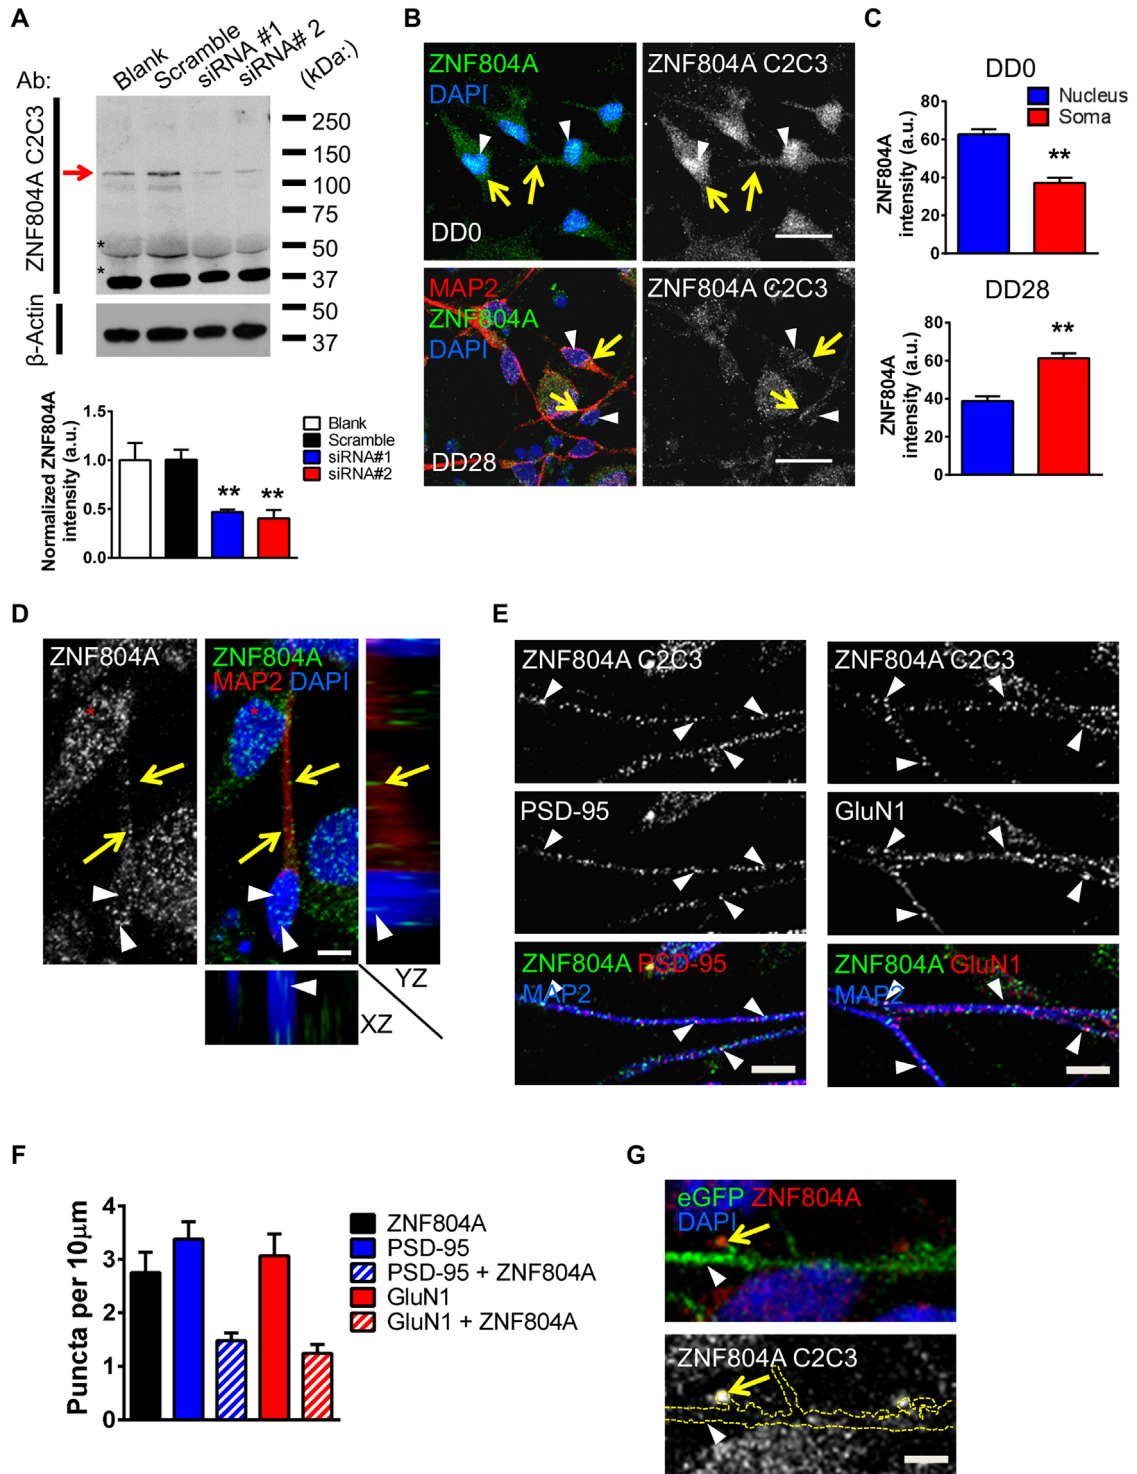 A
Ab:
Blank
Scramble
siRNA #1
siRNA# 2
(kDa:)
ZNF804A C2C3
250
150
100
75
50
37
*
*
β-Actin
50
37
Normalized ZNF804A
intensity (a.u.)
1.5
1.0
0.5
0.0
**
**
Blank
Scramble
siRNA#1
siRNA#2
B
ZNF804A
DAPI
DD0
ZNF804A C2C3
MAP2
ZNF804A
DAPI
DD28
ZNF804A C2C3
C
DD0
Nucleus
Soma
ZNF804A
intensity (a.u.)
80
60
40
20
0
**
DD28
ZNF804A
intensity (a.u.)
80
60
40
20
0
**
D
ZNF804A
*
ZNF804A
MAP2 DAPI
*
YZ
XZ
E
ZNF804A C2C3
ZNF804A C2C3
PSD-95
GluN1
ZNF804A PSD-95
MAP2
ZNF804A GluN1
MAP2
F
Puncta per 10μm
4
3
2
1
0
ZNF804A
PSD-95
PSD-95 + ZNF804A
GluN1
GluN1 + ZNF804A
G
eGFP ZNF804A
DAPI
ZNF804A C2C3